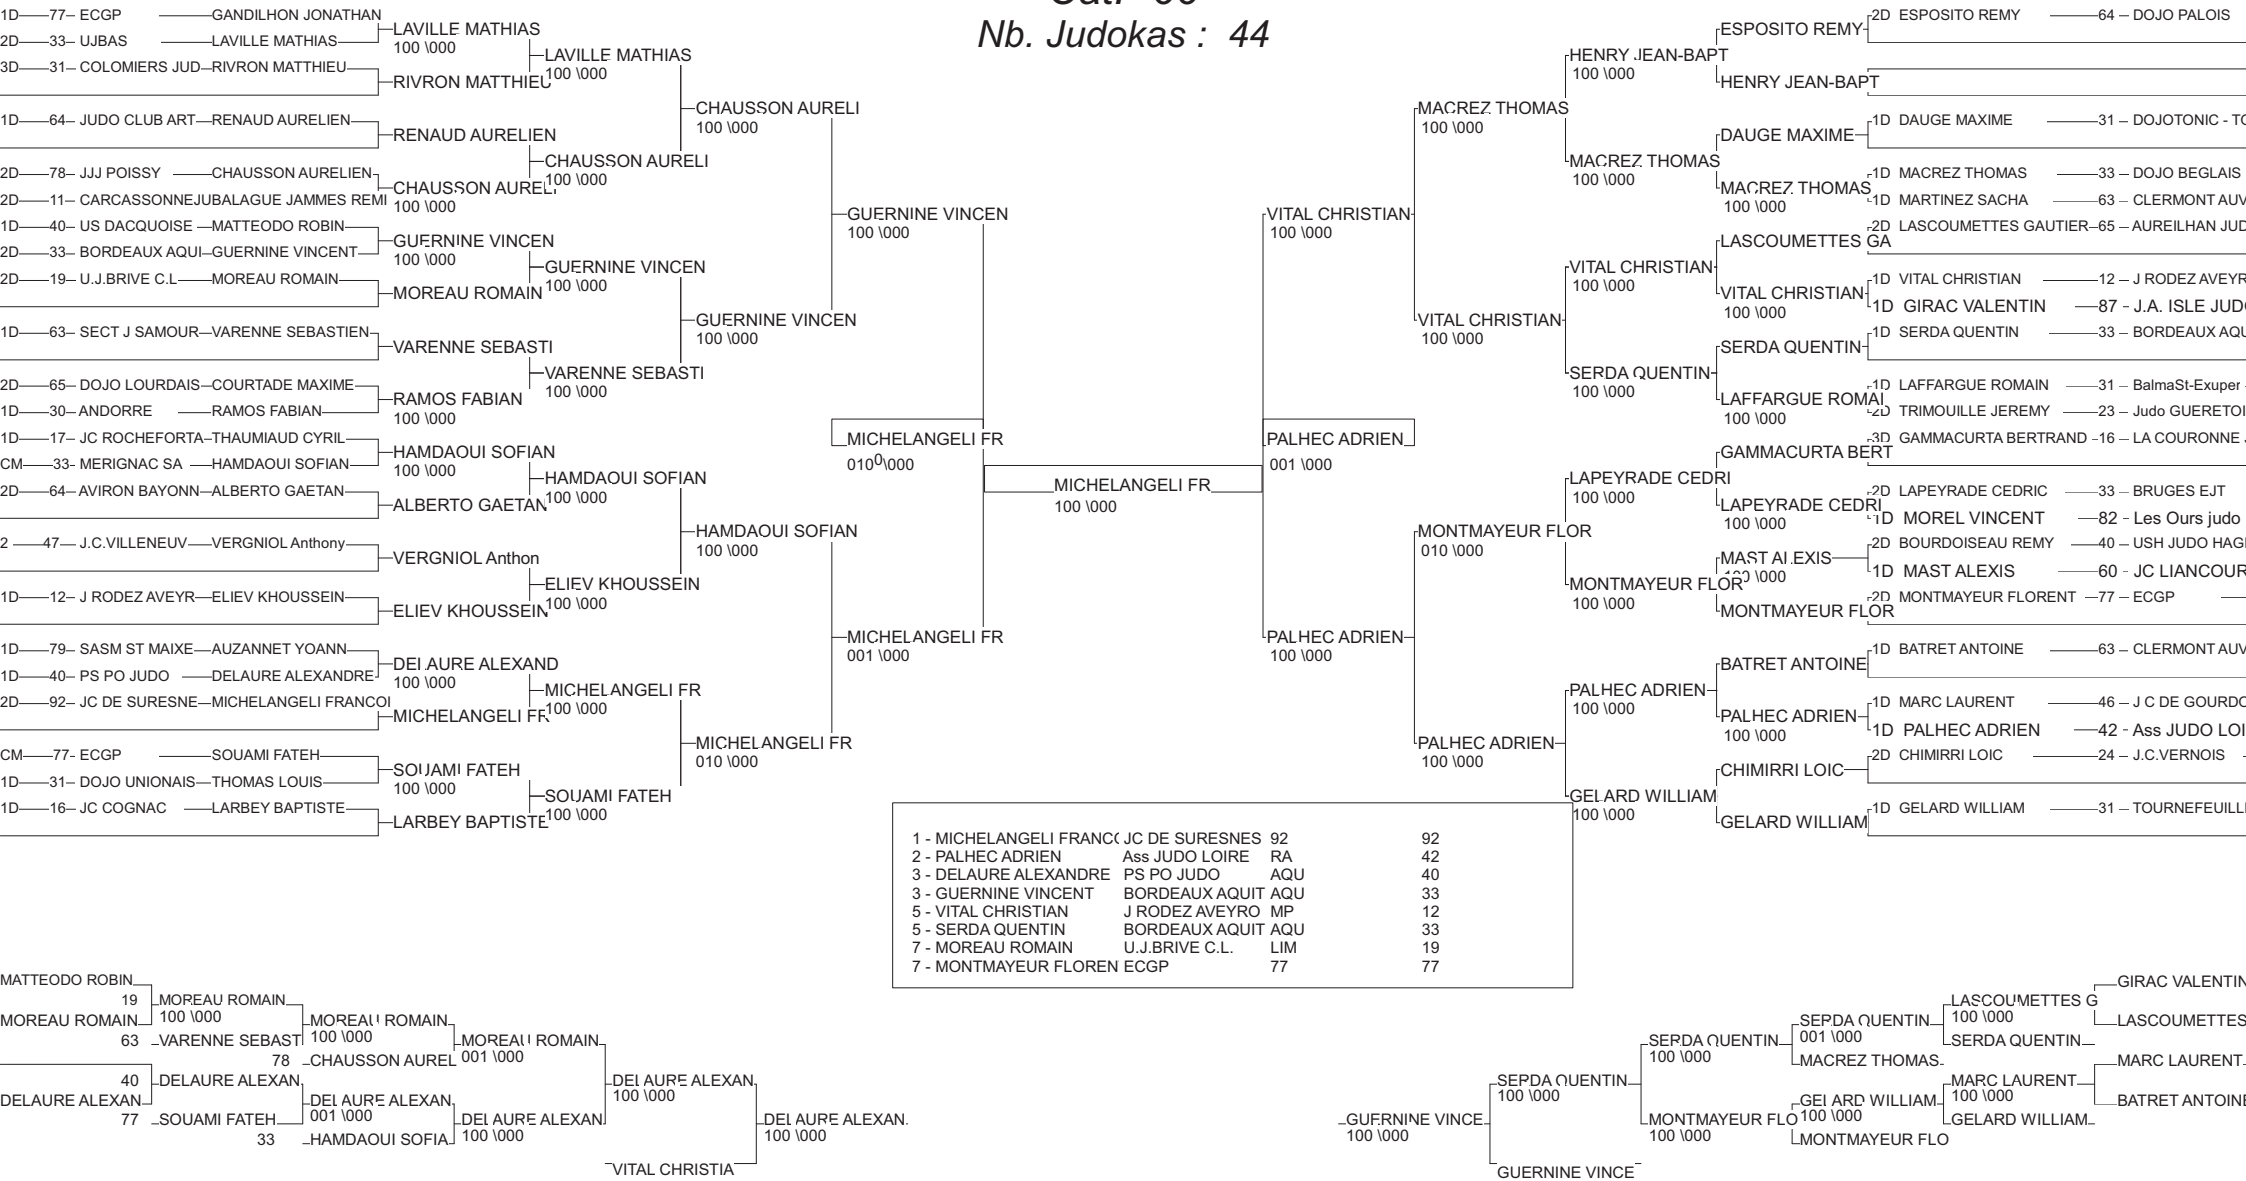 Nb. Judokas : 44
1D 77 ECGP GANDILHON JONATHAN
2D 33 UJBAS LAVILLE MATHIAS
3D 31 COLOMIERS JUD RIVRON MATTHIEU
1D 64 JUDO CLUB ART RENAUD AURELIEN
2D 78 JJJ POISSY CHAUSSON AURELIEN
2D 11 CARCASSONNEJU BALAGUE JAMMES REMI
1D 40 US DACQUOISE MATTEODO ROBIN
2D 33 BORDEAUX AQUI GUERNINE VINCENT
2D 19 U.J.BRIVE C.L MOREAU ROMAIN
1D 63 SECT J SAMOUR VARENNE SEBASTIEN
2D 65 DOJO LOURDAIS COURTADE MAXIME
1D 30 ANDORRE RAMOS FABIAN
1D 17 JC ROCHEFORTA THAUMIAUD CYRIL
CM 33 MERIGNAC SA HAMDAOUI SOFIAN
2D 64 AVIRON BAYONN ALBERTO GAETAN
2 47 J.C.VILLENEUV VERGNIOL Anthony
1D 12 J RODEZ AVEYR ELIEV KHOUSSEIN
1D 79 SASM ST MAIXE AUZANNET YOANN
1D 40 PS PO JUDO DELAURE ALEXANDRE
2D 92 JC DE SURESNE MICHELANGELI FRANCOI
CM 77 ECGP SOUAMI FATEH
1D 31 DOJO UNIONAIS THOMAS LOUIS
1D 16 JC COGNAC LARBEY BAPTISTE
LAVILLE MATHIAS
100 \000
RIVRON MATTHIEU
RENAUD AURELIEN
CHAUSSON AURELI
100 \000
GUERNINE VINCEN
100 \000
MOREAU ROMAIN
VARENNE SEBASTI
RAMOS FABIAN
100 \000
HAMDAOUI SOFIAN
100 \000
ALBERTO GAETAN
VERGNIOL Anthon
ELIEV KHOUSSEIN
DELAURE ALEXAND
100 \000
MICHELANGELI FR
SOUAMI FATEH
100 \000
LARBEY BAPTISTE
LAVILLE MATHIAS
100 \000
CHAUSSON AURELI
100 \000
GUERNINE VINCEN
100 \000
VARENNE SEBASTI
100 \000
HAMDAOUI SOFIAN
100 \000
ELIEV KHOUSSEIN
100 \000
MICHELANGELI FR
100 \000
SOUAMI FATEH
100 \000
CHAUSSON AURELI
100 \000
GUERNINE VINCEN
100 \000
HAMDAOUI SOFIAN
100 \000
MICHELANGELI FR
010 \000
GUERNINE VINCEN
100 \000
MICHELANGELI FR
0100\000
MICHELANGELI FR
001 \000
MICHELANGELI FR
100 \000
VITAL CHRISTIAN
100 \000
PALHEC ADRIEN
001 \000
PALHEC ADRIEN
100 \000
MACREZ THOMAS
100 \000
VITAL CHRISTIAN
100 \000
MONTMAYEUR FLOR
010 \000
PALHEC ADRIEN
100 \000
HENRY JEAN-BAPT
100 \000
MACREZ THOMAS
100 \000
VITAL CHRISTIAN
100 \000
SERDA QUENTIN
100 \000
LAPEYRADE CEDRI
100 \000
MONTMAYEUR FLOR
100 \000
PALHEC ADRIEN
100 \000
GELARD WILLIAM
100 \000
ESPOSITO REMY
HENRY JEAN-BAPT
DAUGE MAXIME
MACREZ THOMAS
100 \000
LASCOUMETTES GA
VITAL CHRISTIAN
100 \000
SERDA QUENTIN
LAFFARGUE ROMAI
100 \000
GAMMACURTA BERT
LAPEYRADE CEDRI
100 \000
MAST ALEXIS
100 \000
MONTMAYEUR FLOR
BATRET ANTOINE
PALHEC ADRIEN
100 \000
CHIMIRRI LOIC
GELARD WILLIAM
2D ESPOSITO REMY 64 – DOJO PALOIS
1D DAUGE MAXIME 31 – DOJOTONIC - TO
1D MACREZ THOMAS 33 – DOJO BEGLAIS
1D MARTINEZ SACHA 63 – CLERMONT AUV
2D LASCOUMETTES GAUTIER 65 – AUREILHAN JUD
1D VITAL CHRISTIAN 12 – J RODEZ AVEYR
1D GIRAC VALENTIN 87 - J.A. ISLE JUDO
1D SERDA QUENTIN 33 – BORDEAUX AQU
1D LAFFARGUE ROMAIN 31 – BalmaSt-Exuper
2D TRIMOUILLE JEREMY 23 – Judo GUERETOI
3D GAMMACURTA BERTRAND 16 – LA COURONNE
2D LAPEYRADE CEDRIC 33 – BRUGES EJT
1D MOREL VINCENT 82 - Les Ours judo
2D BOURDOISEAU REMY 40 – USH JUDO HAG
1D MAST ALEXIS 60 - JC LIANCOUR
2D MONTMAYEUR FLORENT 77 – ECGP
1D BATRET ANTOINE 63 – CLERMONT AUV
1D MARC LAURENT 46 – J C DE GOURDO
1D PALHEC ADRIEN 42 - Ass JUDO LOI
2D CHIMIRRI LOIC 24 – J.C.VERNOIS
1D GELARD WILLIAM 31 – TOURNEFEUILL
1 - MICHELANGELI FRANCO JC DE SURESNES 92 92
2 - PALHEC ADRIEN Ass JUDO LOIRE RA 42
3 - DELAURE ALEXANDRE PS PO JUDO AQU 40
3 - GUERNINE VINCENT BORDEAUX AQUIT AQU 33
5 - VITAL CHRISTIAN J RODEZ AVEYRO MP 12
5 - SERDA QUENTIN BORDEAUX AQUIT AQU 33
7 - MOREAU ROMAIN U.J.BRIVE C.L. LIM 19
7 - MONTMAYEUR FLOREN ECGP 77 77
MATTEODO ROBIN
19
MOREAU ROMAIN
63
40
DELAURE ALEXAN
77
MOREAU ROMAIN
100 \000
VARENNE SEBAST
78
DELAURE ALEXAN
SOUAMI FATEH
33
MOREAU ROMAIN
100 \000
CHAUSSON AUREL
DELAURE ALEXAN
001 \000
HAMDAOUI SOFIA
MOREAU ROMAIN
001 \000
DELAURE ALEXAN
100 \000
DELAURE ALEXAN
100 \000
VITAL CHRISTIA
DELAURE ALEXAN
100 \000
GUERNINE VINCE
100 \000
SERDA QUENTIN
100 \000
GUERNINE VINCE
SERDA QUENTIN
100 \000
MONTMAYEUR FLO
100 \000
SERDA QUENTIN
001 \000
MACREZ THOMAS
GELARD WILLIAM
100 \000
MONTMAYEUR FLO
LASCOUMETTES G
100 \000
SERDA QUENTIN
MARC LAURENT
100 \000
GELARD WILLIAM
GIRAC VALENTIN
LASCOUMETTES
MARC LAURENT
BATRET ANTOINE